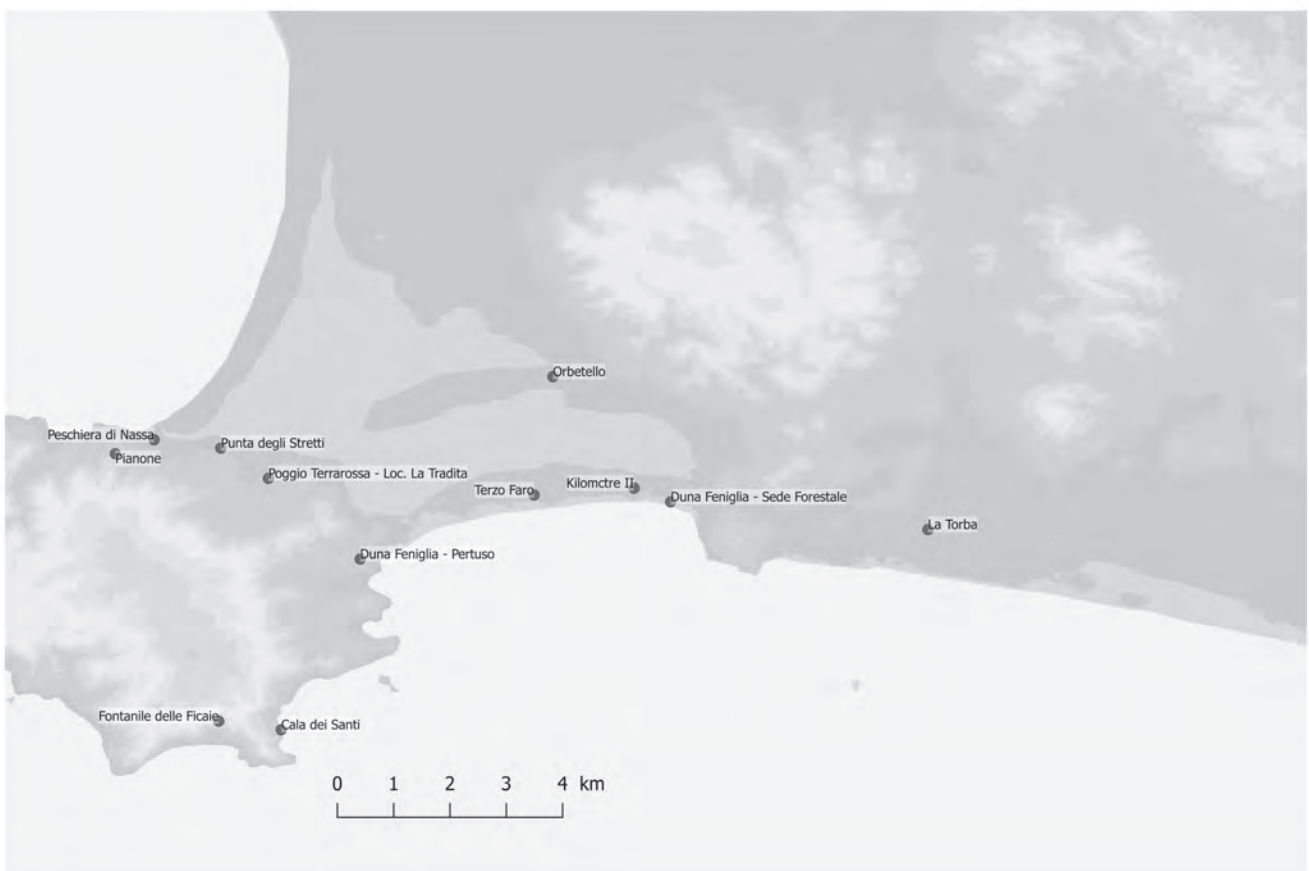 Orbetello
Peschiera di Nassa
Punta degli Stretti
Pianone
Poggio Terrarossa - Loc. La Tradita
Terzo Faro
Kilomctre II
Duna Feniglia - Sede Forestale
La Torba
Duna Feniglia - Pertuso
Fontanile delle Ficaie
Cala dei Santi
0 1 2 3 4 km